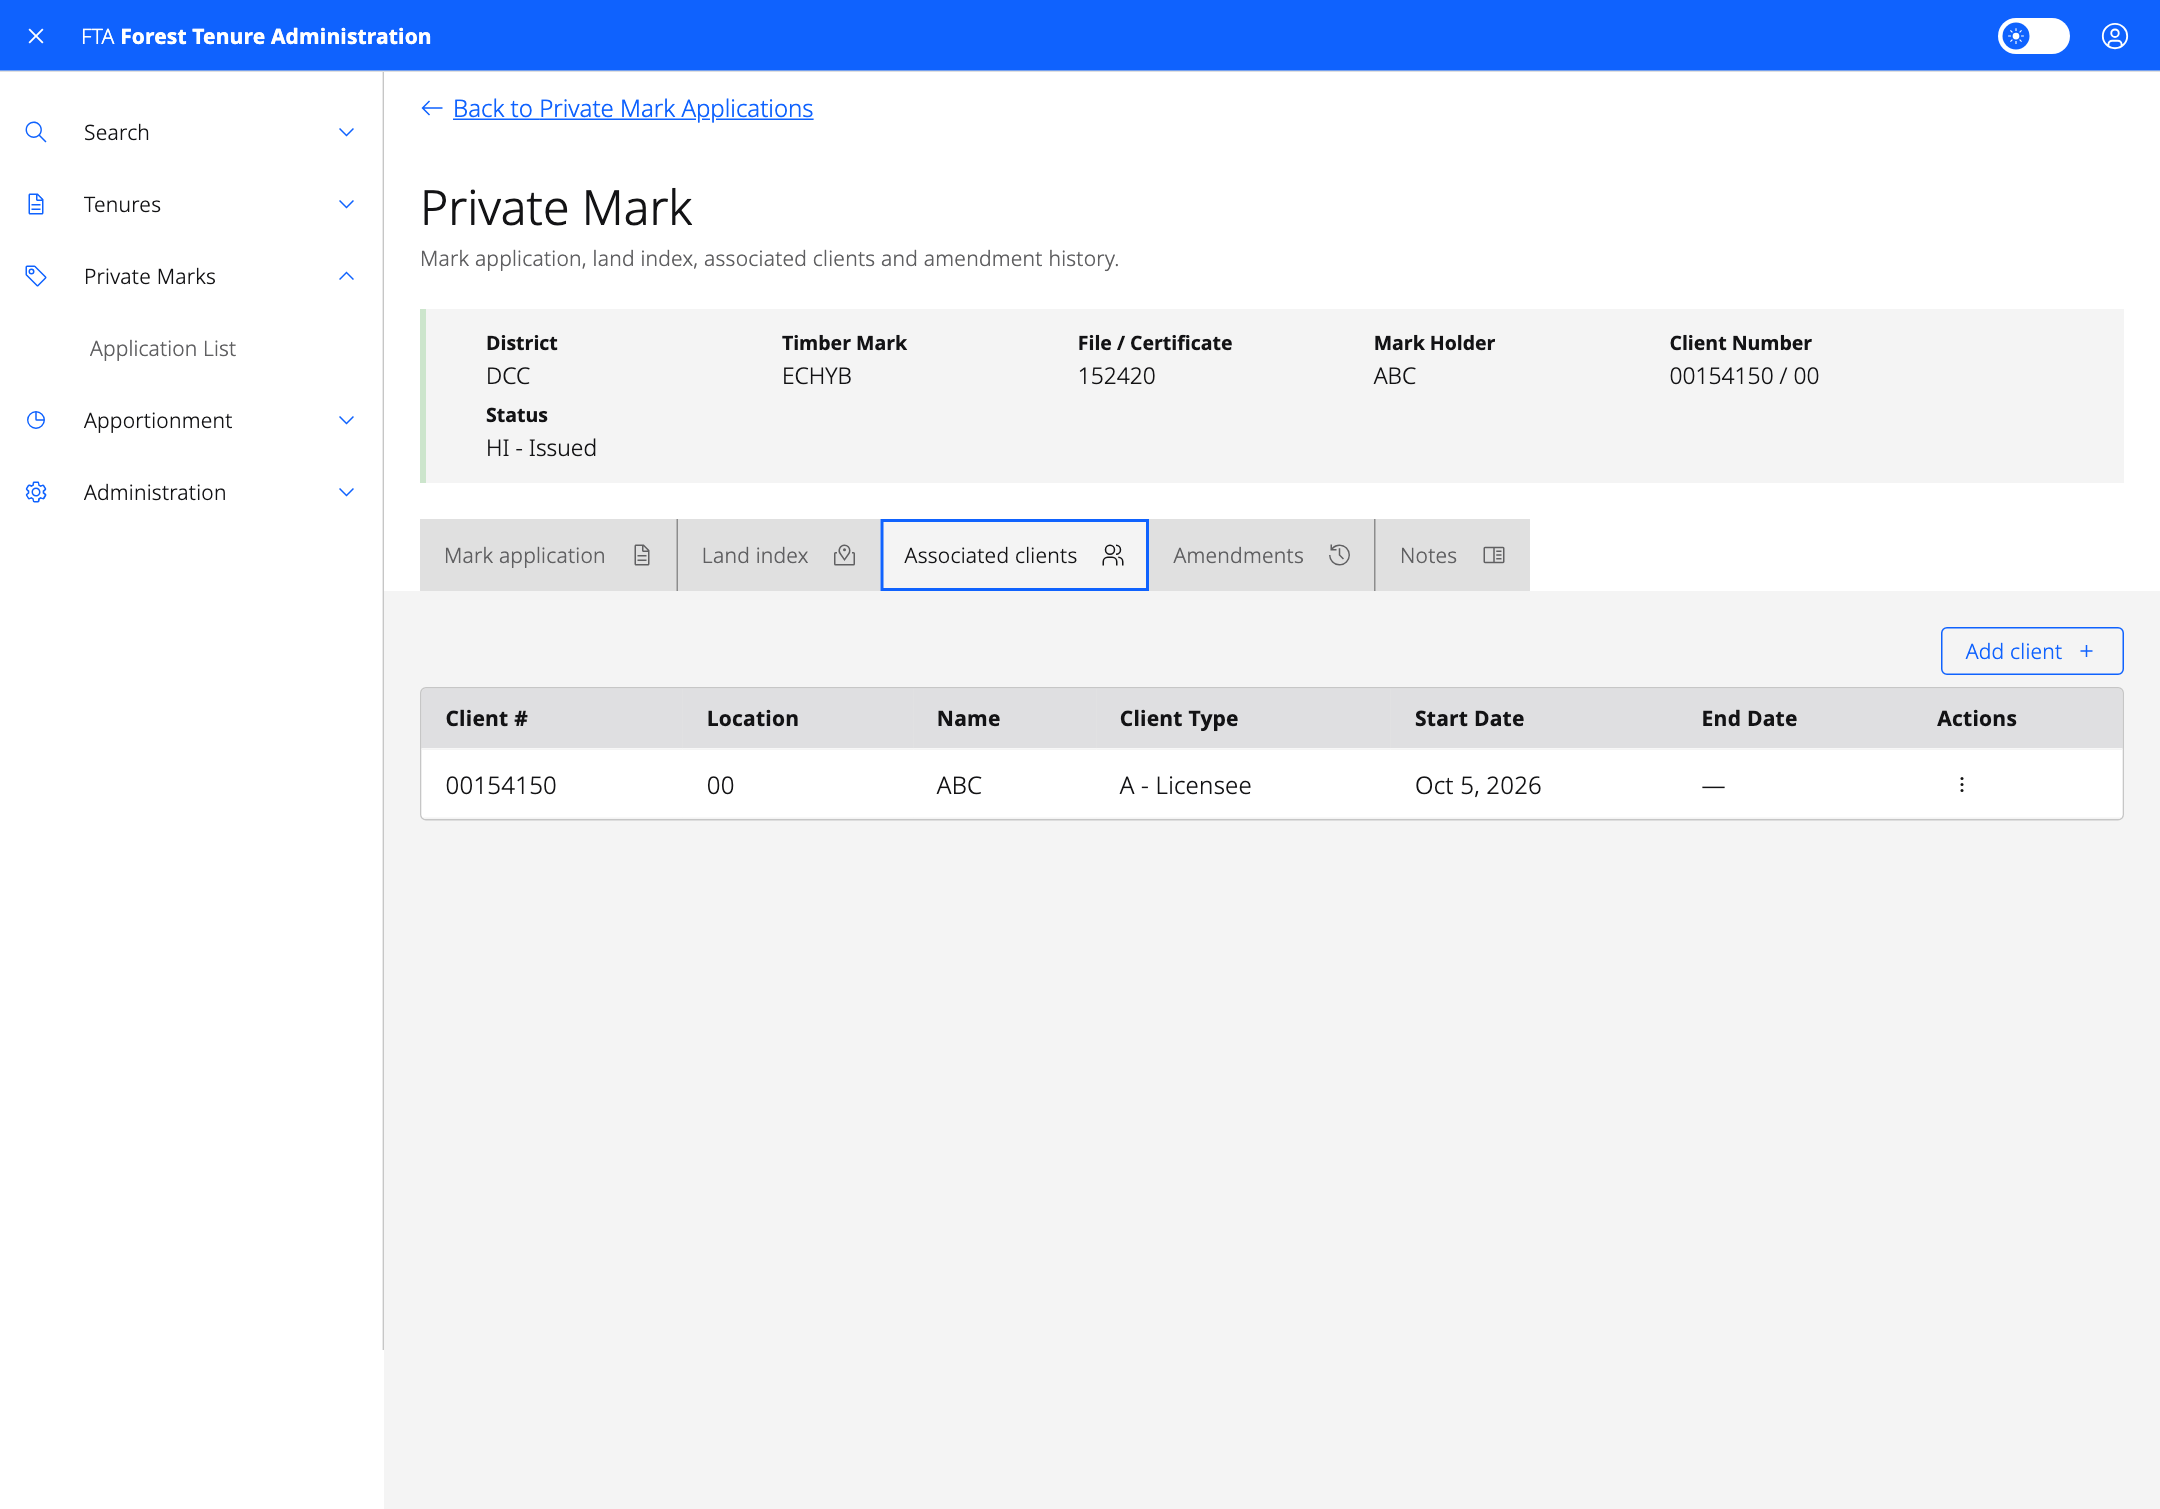 FTA Forest Tenure Administration
Search
Tenures
Private Marks
Application List
Apportionment
Administration
Back to Private Mark Applications
Private Mark
Mark application, land index, associated clients and amendment history.
District
DCC
Timber Mark
ECHYB
File / Certificate
152420
Mark Holder
ABC
Client Number
00154150 / 00
Status
HI - Issued
Mark application
Land index
Associated clients
Amendments
Notes
Add client +
Client # Location Name Client Type Start Date End Date Actions
00154150 00 ABC A - Licensee Oct 5, 2026 —